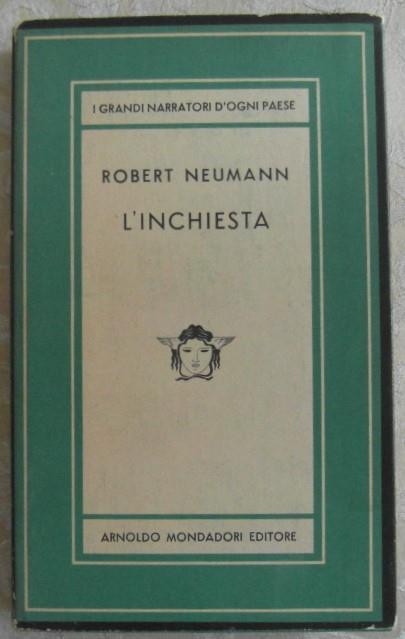 I GRANDI NARRATORI D'OGNI PAESE
ROBERT NEUMANN
L'INCHIESTA
ARNOLDO MONDADORI EDITORE